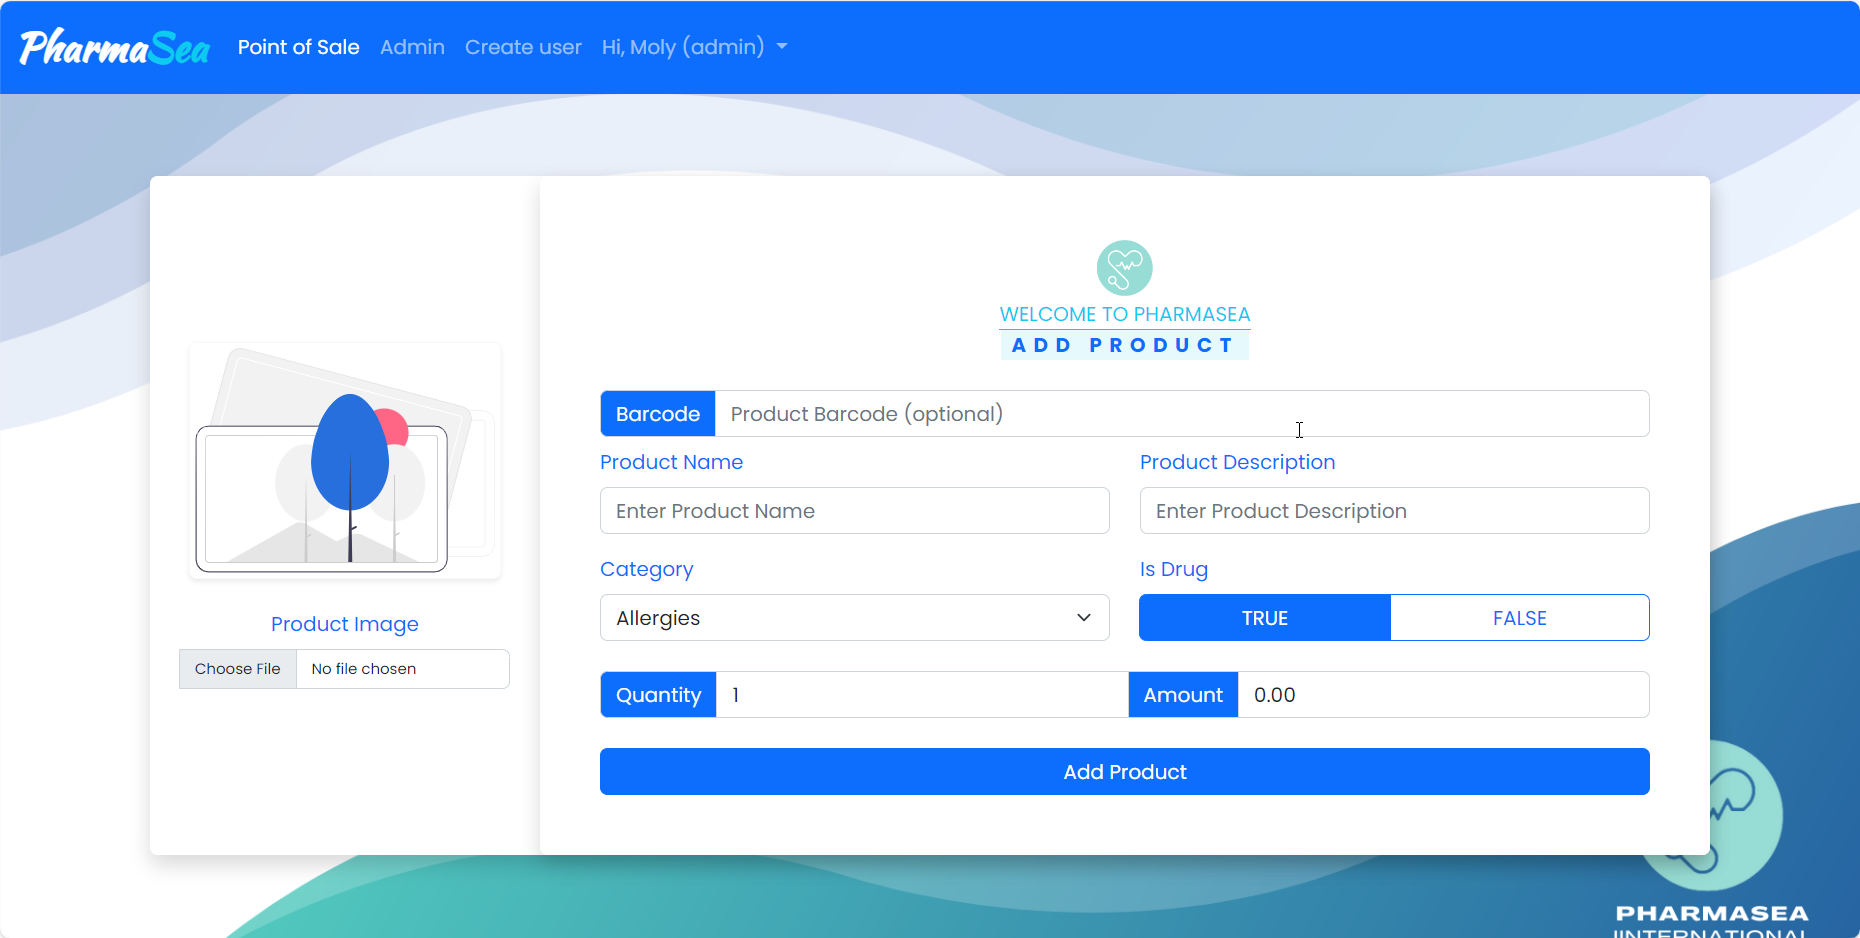 PharmaSea Point of Sale Admin Create user Hi, Moly (admin)
WELCOME TO PHARMASEA
ADD PRODUCT
Barcode Product Barcode (optional)
Product Name Product Description
Enter Product Name Enter Product Description
Category Is Drug
Allergies TRUE FALSE
Product Image
Choose File No file chosen
Quantity 1 Amount 0.00
Add Product
PHARMASEA